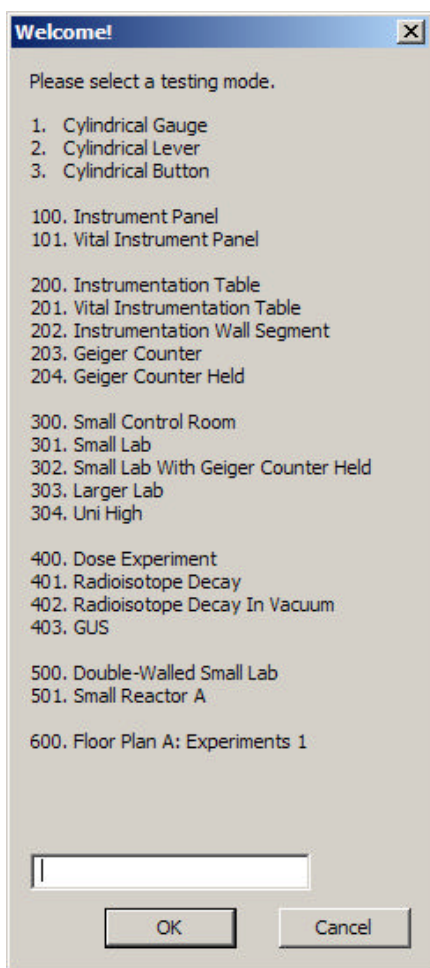 Welcome!
Please select a testing mode.
1. Cylindrical Gauge
2. Cylindrical Lever
3. Cylindrical Button
100. Instrument Panel
101. Vital Instrument Panel
200. Instrumentation Table
201. Vital Instrumentation Table
202. Instrumentation Wall Segment
203. Geiger Counter
204. Geiger Counter Held
300. Small Control Room
301. Small Lab
302. Small Lab With Geiger Counter Held
303. Larger Lab
304. Uni High
400. Dose Experiment
401. Radioisotope Decay
402. Radioisotope Decay In Vacuum
403. GUS
500. Double-Walled Small Lab
501. Small Reactor A
600. Floor Plan A: Experiments 1
OK Cancel